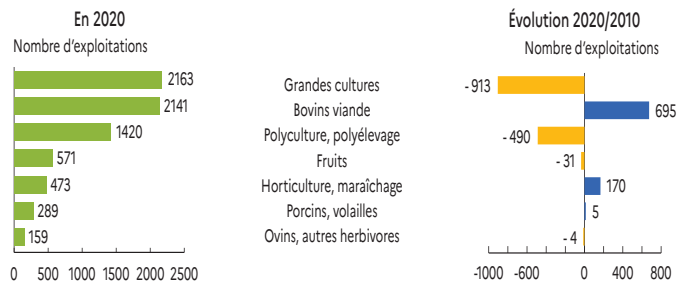 En 2020
Évolution 2020/2010
Nombre d’exploitations
Nombre d’exploitations
2163 Grandes cultures - 913
2141 Bovins viande 695
1420 Polyculture, polyélevage - 490
571 Fruits - 31
473 Horticulture, maraîchage 170
289 Porcins, volailles 5
159 Ovins, autres herbivores - 4
0 500 1000 1500 2000 2500
-1000 -600 -200 0 400 800